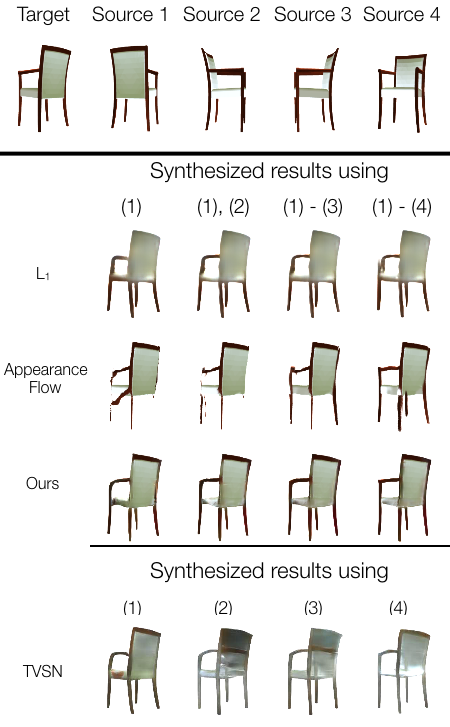 Target Source 1 Source 2 Source 3 Source 4
Synthesized results using
(1) (1), (2) (1) - (3) (1) - (4)
L1
Appearance
Flow
Ours
Synthesized results using
(1) (2) (3) (4)
TVSN